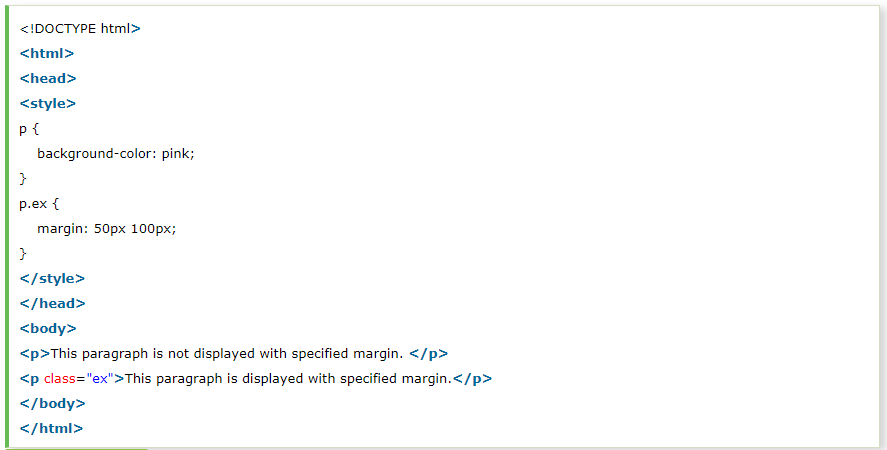 <!DOCTYPE html>
<html>
<head>
<style>
p {
    background-color: pink;
}
p.ex {
    margin: 50px 100px;
}
</style>
</head>
<body>
<p>This paragraph is not displayed with specified margin. </p>
<p class="ex">This paragraph is displayed with specified margin.</p>
</body>
</html>